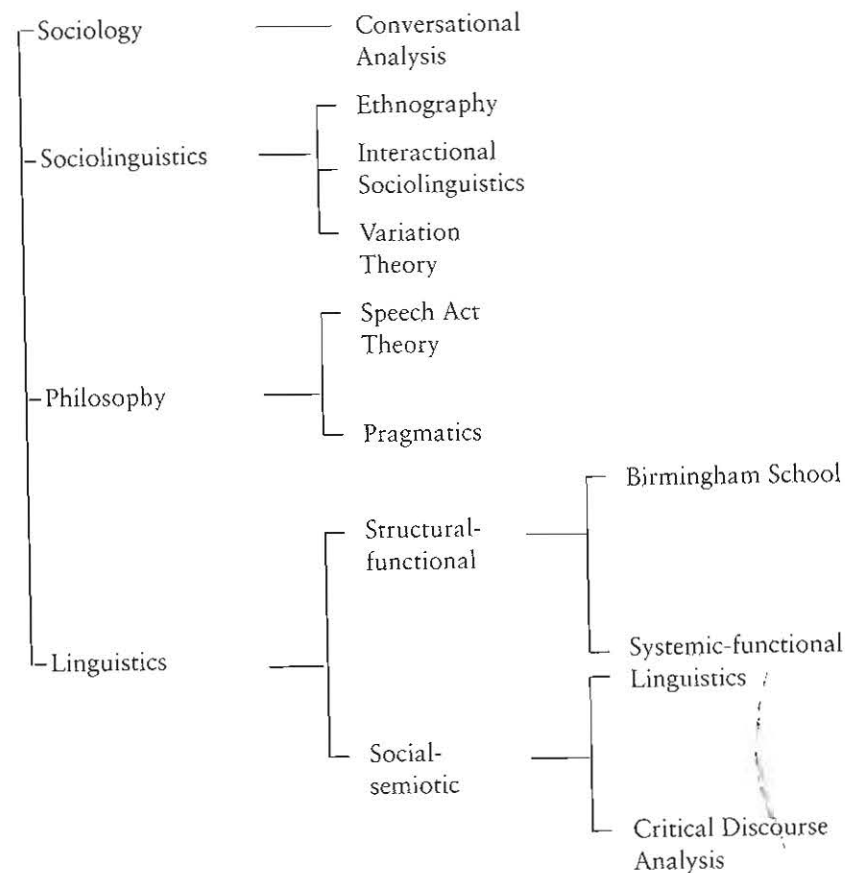 Sociology
Conversational
Analysis
Sociolinguistics
Ethnography
Interactional
Sociolinguistics
Variation
Theory
Philosophy
Speech Act
Theory
Pragmatics
Linguistics
Structural-
functional
Birmingham School
Systemic-functional
Linguistics
Social-
semiotic
Critical Discourse
Analysis